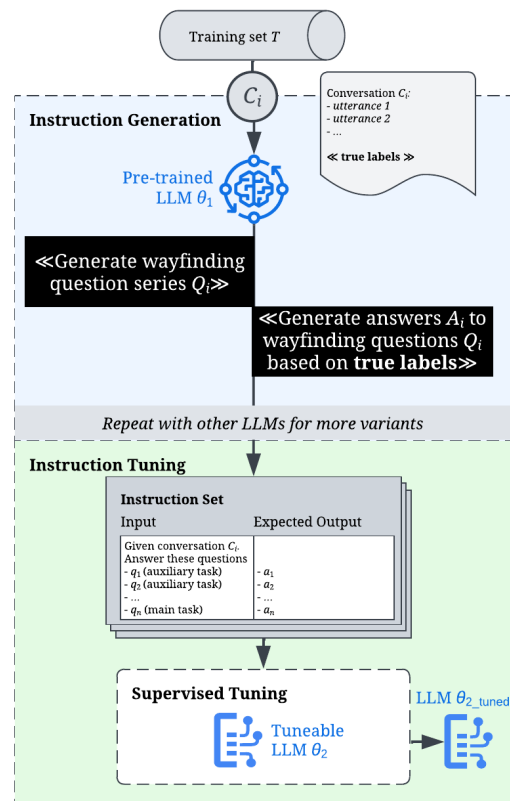 Training set T
C_i
Conversation C_i:
- utterance 1
- utterance 2
- ...
≪ true labels ≫
Instruction Generation
Pre-trained
LLM θ_1
≪Generate wayfinding
question series Q_i≫
≪Generate answers A_i to
wayfinding questions Q_i
based on true labels≫
Repeat with other LLMs for more variants
Instruction Tuning
Instruction Set
Input Expected Output
Given conversation C_i.
Answer these questions
- q_1 (auxiliary task) - a_1
- q_2 (auxiliary task) - a_2
- ... - ...
- q_n (main task) - a_n
Supervised Tuning
Tuneable
LLM θ_2
LLM θ_2_tuned